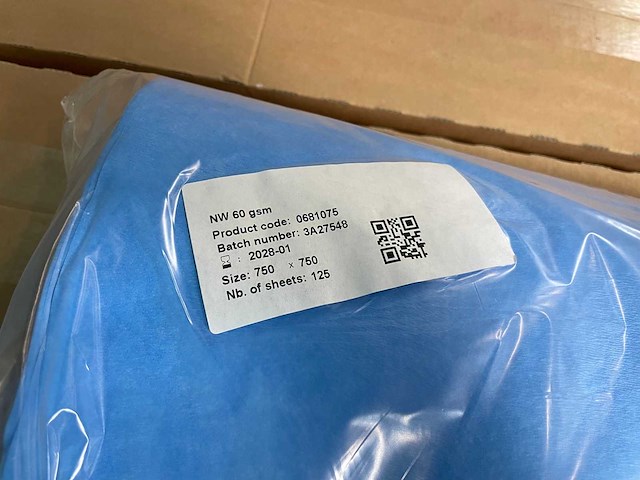 NW 60 gsm
Product code: 0681075
Batch number: 3A27548
: 2028-01
Size: 750 x 750
Nb. of sheets: 125